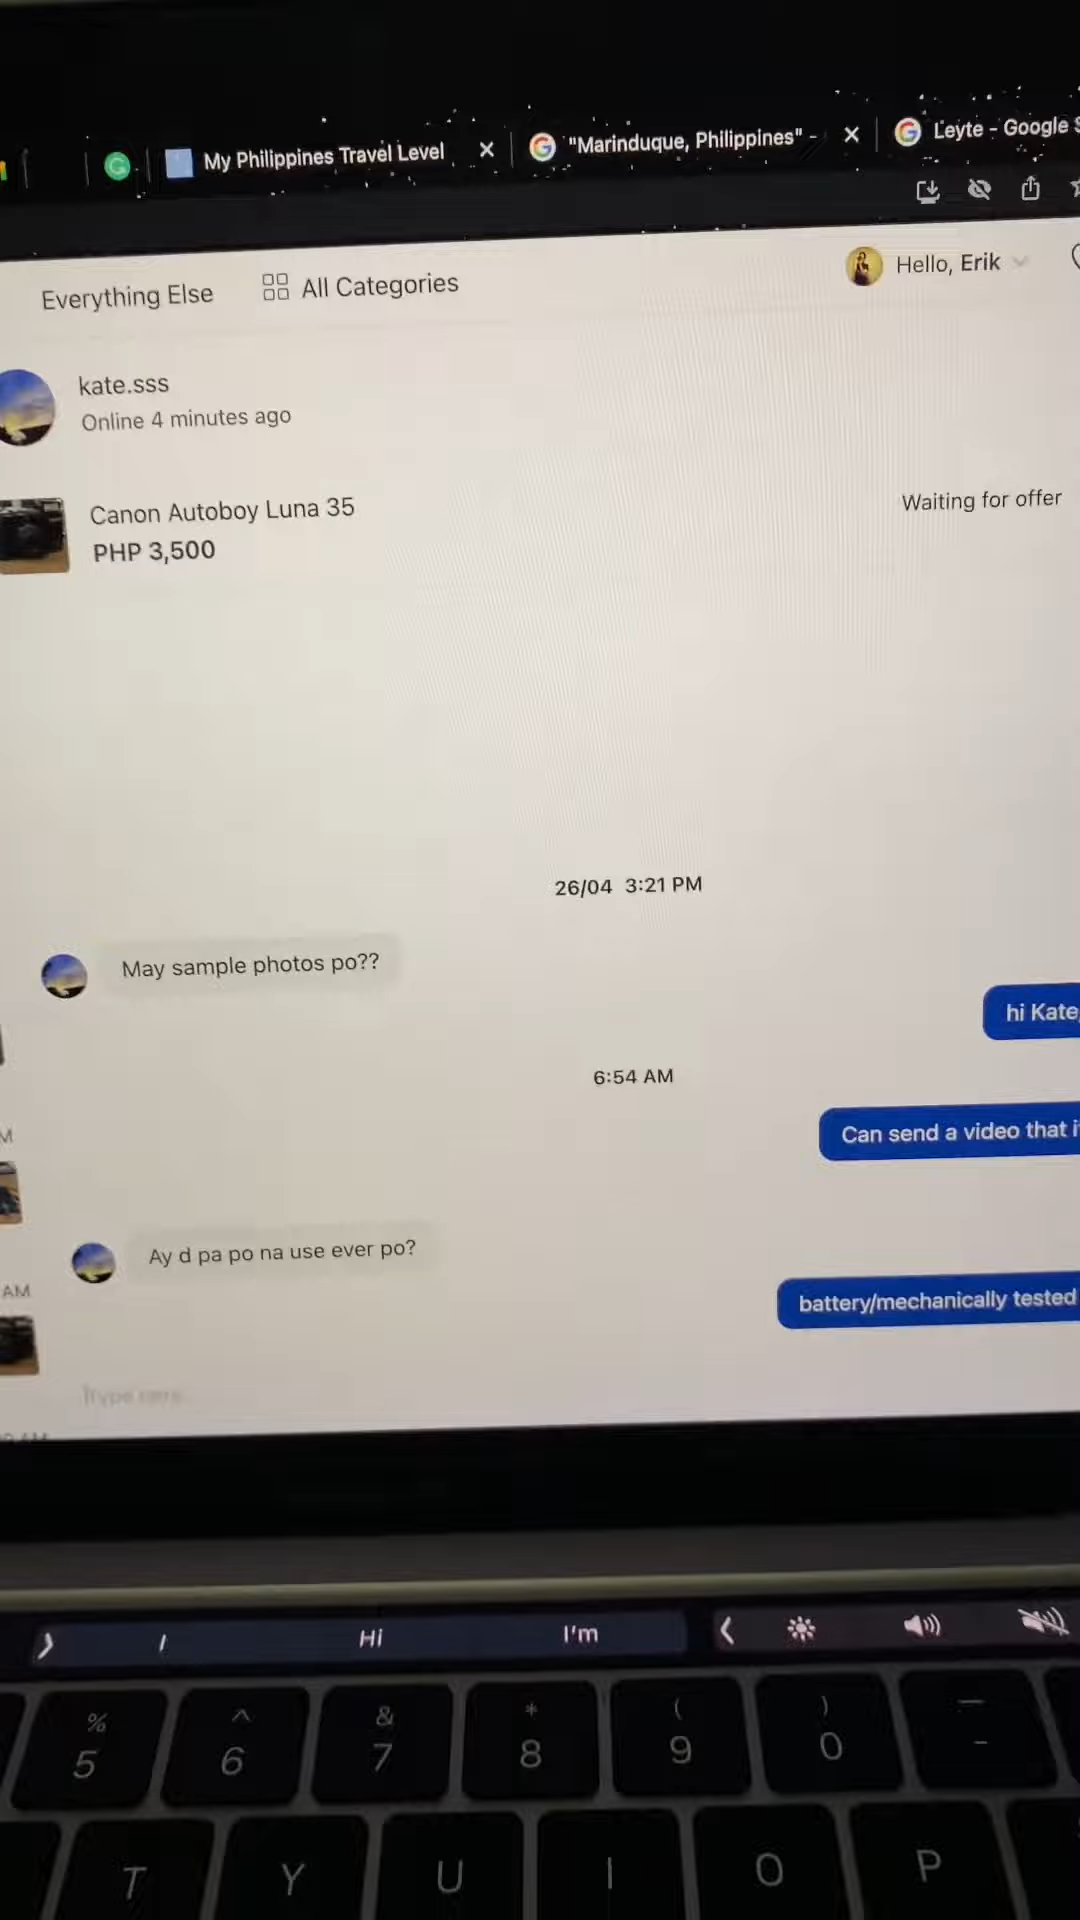 My Philippines Travel Level
"Marinduque, Philippines" -
Leyte - Google S
Everything Else
All Categories
Hello, Erik
kate.sss
Online 4 minutes ago
Canon Autoboy Luna 35
PHP 3,500
Waiting for offer
26/04 3:21 PM
May sample photos po??
hi Kate,
6:54 AM
Can send a video that i
M
Ay d pa po na use ever po?
AM
battery/mechanically tested
I
Hi
I'm
% ^ & * ( ) —
5 6 7 8 9 0 -
T Y U I O P